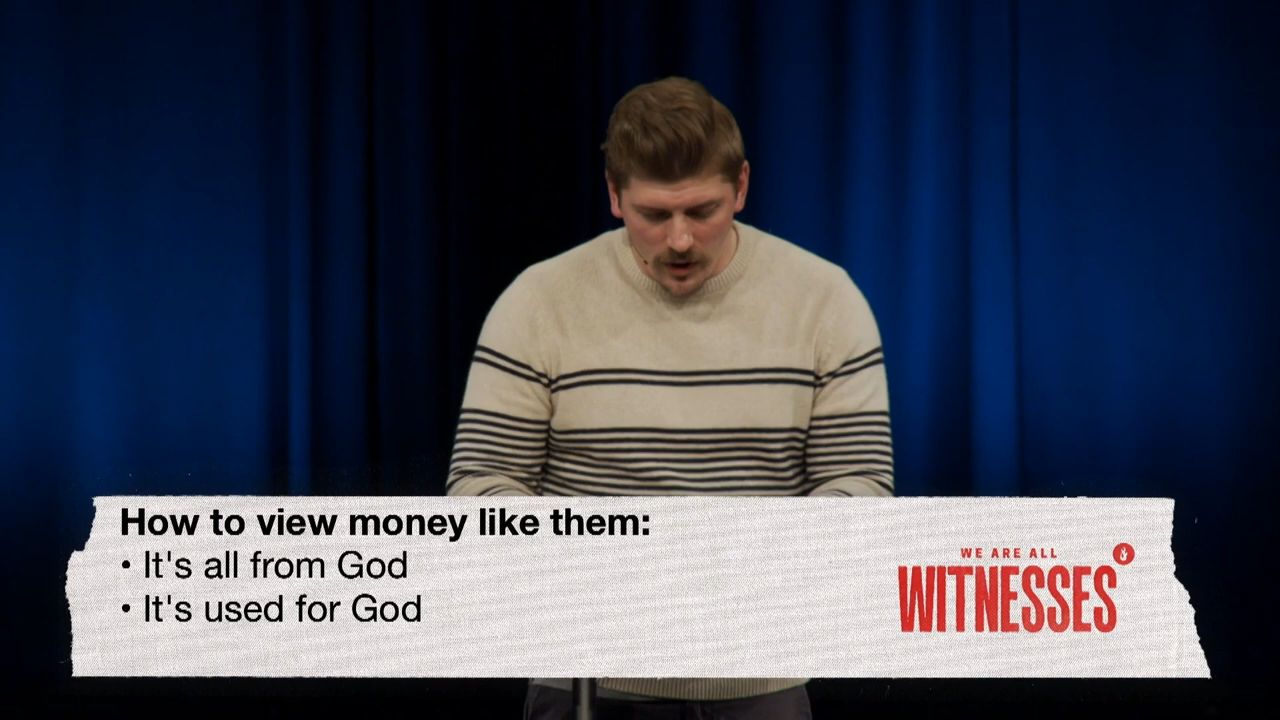 How to view money like them:
• It's all from God
• It's used for God
WE ARE ALL
WITNESSES